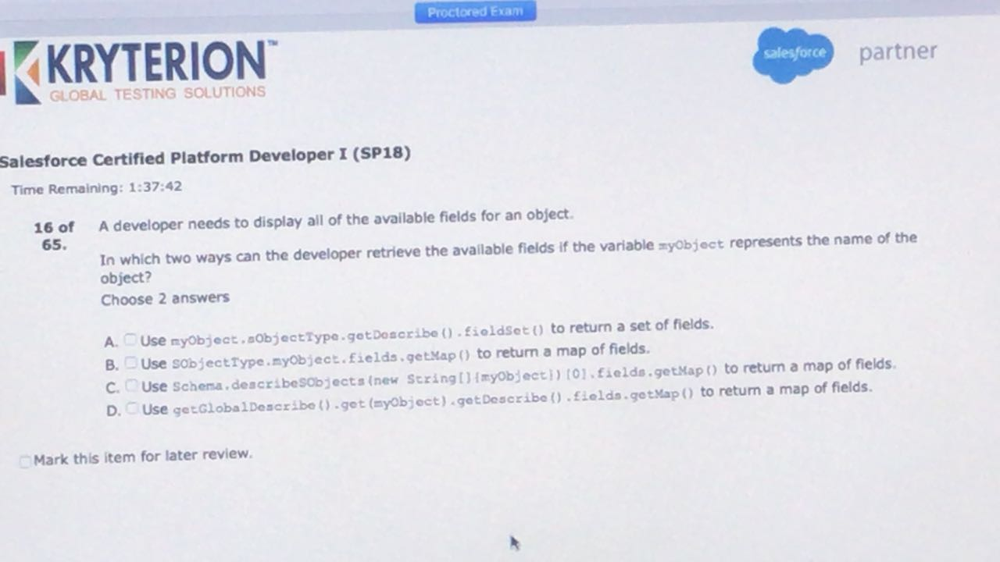 Proctored Exam
KRYTERION™
GLOBAL TESTING SOLUTIONS
salesforce partner
Salesforce Certified Platform Developer I (SP18)
Time Remaining: 1:37:42
16 of 65.
A developer needs to display all of the available fields for an object.
In which two ways can the developer retrieve the available fields if the variable myObject represents the name of the
object?
Choose 2 answers
A. Use myObject.sObjectType.getDescribe().fieldSet() to return a set of fields.
B. Use SObjectType.myObject.fields.getMap() to return a map of fields.
C. Use Schema.describeSObjects(new String[]{myObject})[0].fields.getMap() to return a map of fields.
D. Use getGlobalDescribe().get(myObject).getDescribe().fields.getMap() to return a map of fields.
Mark this item for later review.